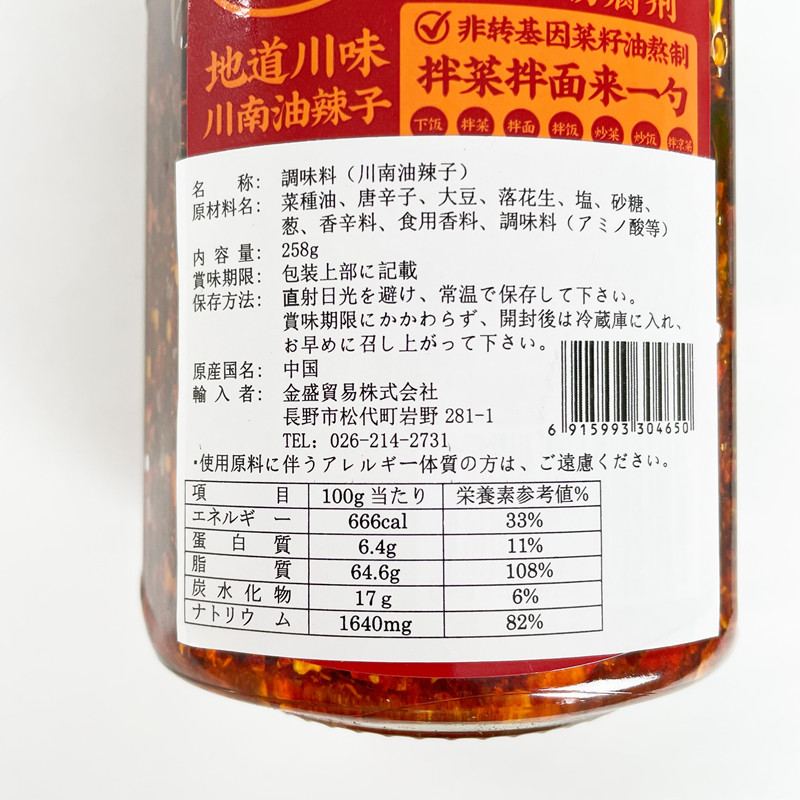 非转基因菜籽油熬制
地道川味
川南油辣子
拌菜拌面来一勺
下饭 拌菜 拌面 拌饭 炒菜 炒饭 拌凉菜
名称: 調味料（川南油辣子）
原材料名: 菜種油、唐辛子、大豆、落花生、塩、砂糖、
葱、香辛料、食用香料、調味料（アミノ酸等）
内容量: 258g
賞味期限: 包装上部に記載
保存方法: 直射日光を避け、常温で保存して下さい。
賞味期限にかかわらず、開封後は冷蔵庫に入れ、
お早めに召し上がって下さい。
原産国名: 中国
輸入者: 金盛貿易株式会社
長野市松代町岩野 281-1
TEL: 026-214-2731
6 915993 304650
・使用原料に伴うアレルギー体質の方は、ご遠慮ください。
項目 100g当たり 栄養素参考値%
エネルギー 666cal 33%
蛋白質 6.4g 11%
脂質 64.6g 108%
炭水化物 17g 6%
ナトリウム 1640mg 82%